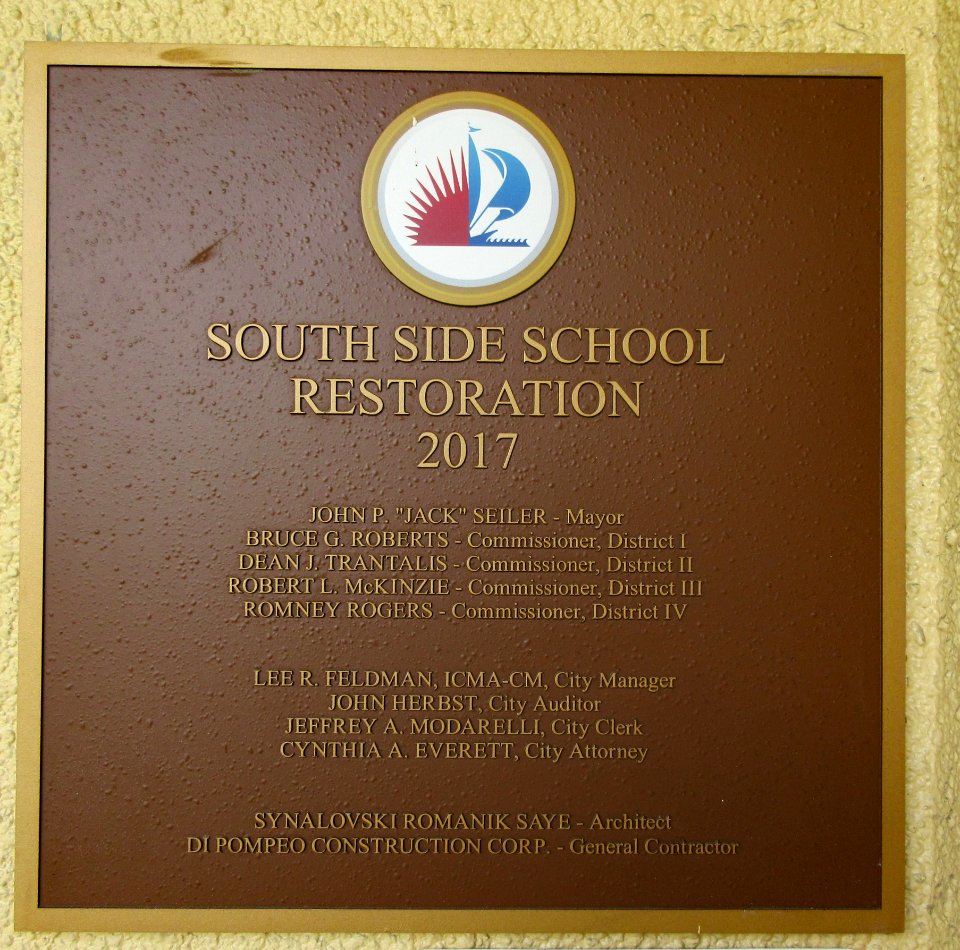 SOUTH SIDE SCHOOL
RESTORATION
2017
JOHN P. "JACK" SEILER - Mayor
BRUCE G. ROBERTS - Commissioner, District I
DEAN J. TRANTALIS - Commissioner, District II
ROBERT L. McKINZIE - Commissioner, District III
ROMNEY ROGERS - Commissioner, District IV
LEE R. FELDMAN, ICMA-CM, City Manager
JOHN HERBST, City Auditor
JEFFREY A. MODARELLI, City Clerk
CYNTHIA A. EVERETT, City Attorney
SYNALOVSKI ROMANIK SAYE - Architect
DI POMPEO CONSTRUCTION CORP. - General Contractor